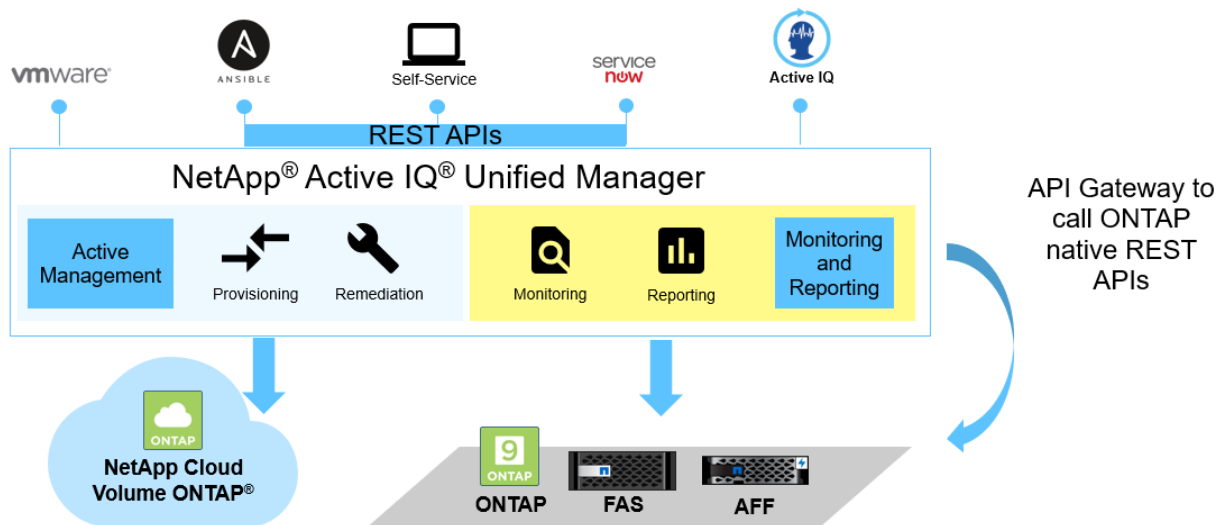 vmware®
ANSIBLE
Self-Service
service
now
Active IQ
REST APIs
NetApp® Active IQ® Unified Manager
Active
Management
Provisioning
Remediation
Monitoring
Reporting
Monitoring
and
Reporting
API Gateway to
call ONTAP
native REST
APIs
ONTAP
NetApp Cloud
Volume ONTAP®
9
ONTAP
ONTAP
FAS
AFF